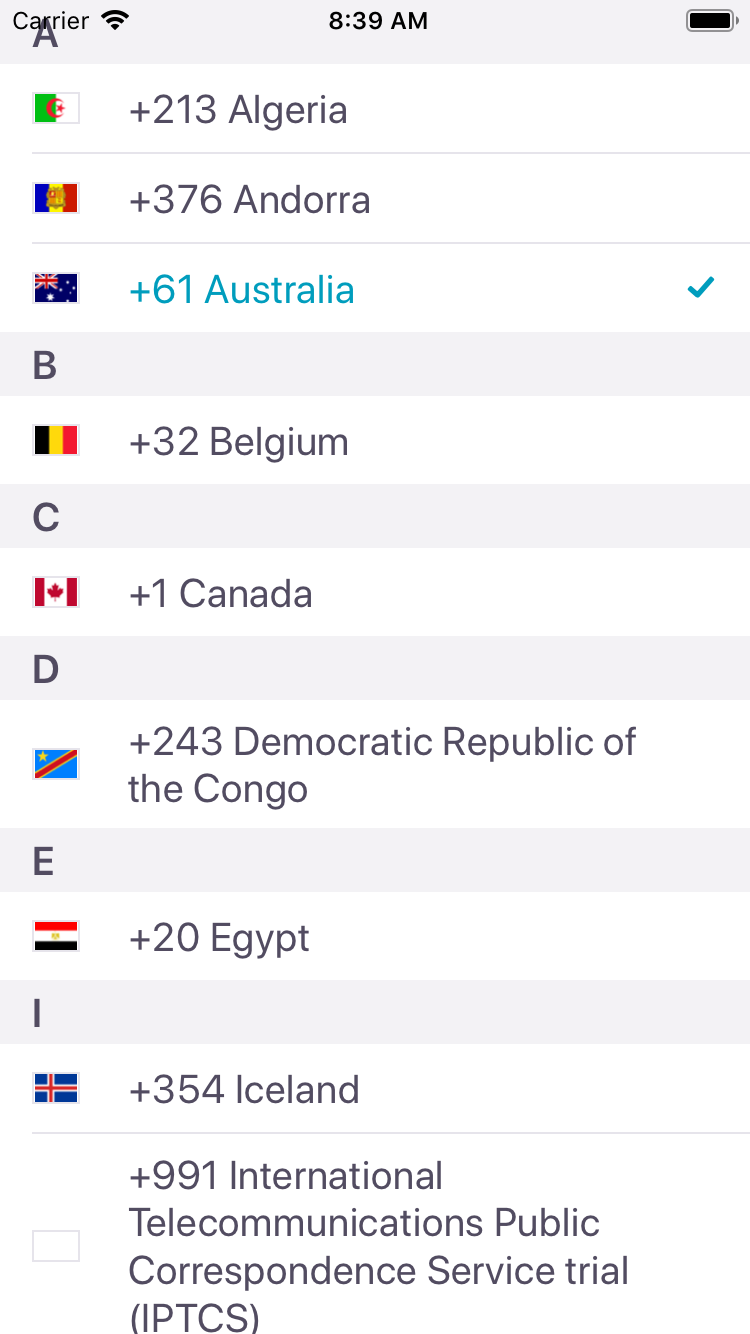 Carrier 8:39 AM
A
+213 Algeria
+376 Andorra
+61 Australia
B
+32 Belgium
C
+1 Canada
D
+243 Democratic Republic of
the Congo
E
+20 Egypt
I
+354 Iceland
+991 International
Telecommunications Public
Correspondence Service trial
(IPTCS)